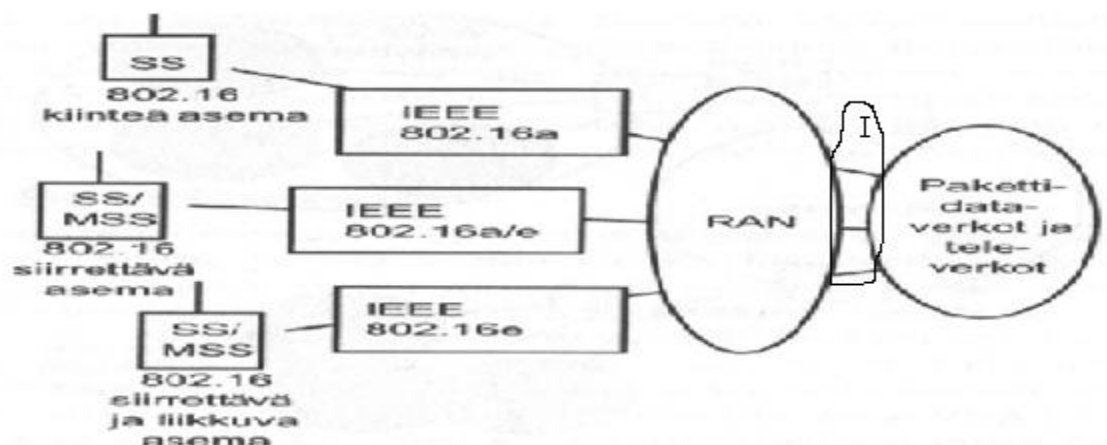 SS
802.16
kiinteä asema
IEEE
802.16a
SS/
MSS
802.16
siirrettävä
asema
IEEE
802.16a/e
SS/
MSS
802.16
siirrettävä
ja liikkuva
asema
IEEE
802.16e
RAN
I
Paketti-
data-
verkot ja
tele-
verkot